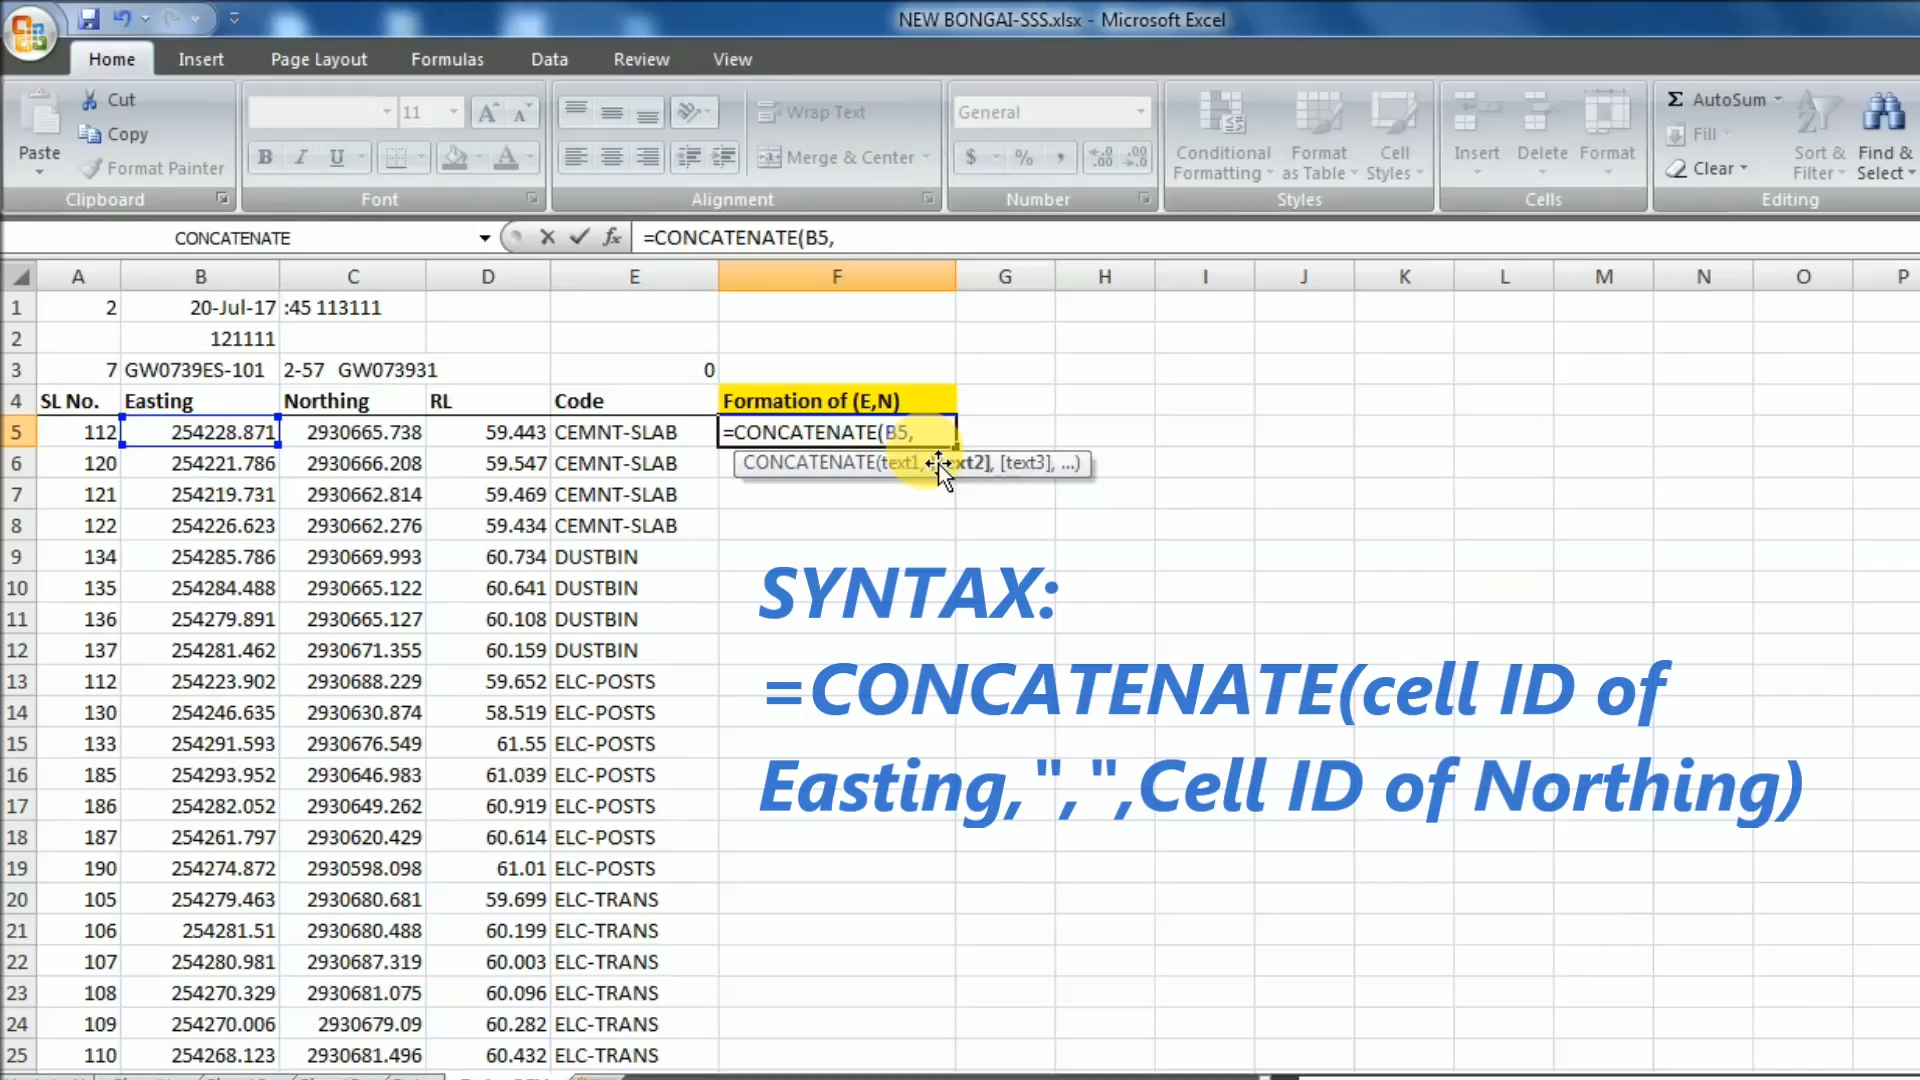 NEW BONGAI-SSS.xlsx - Microsoft Excel
Home Insert Page Layout Formulas Data Review View
Cut
Copy
Format Painter
Paste
Clipboard
11
B I U
Font
Wrap Text
Merge & Center
Alignment
General
$ % ,
Number
Conditional Formatting
Format as Table
Cell Styles
Styles
Insert Delete Format
Cells
Σ AutoSum
Fill
Clear
Sort & Filter
Find & Select
Editing
CONCATENATE fx =CONCATENATE(B5,
A B C D E F G H I J K L M N O P
1 2 20-Jul-17 :45 113111
2 121111
3 7 GW0739ES-101 2-57 GW073931 0
4 SL No. Easting Northing RL Code Formation of (E,N)
5 112 254228.871 2930665.738 59.443 CEMNT-SLAB =CONCATENATE(B5,
CONCATENATE(text1, [text3], ...)
6 120 254221.786 2930666.208 59.547 CEMNT-SLAB
7 121 254219.731 2930662.814 59.469 CEMNT-SLAB
8 122 254226.623 2930662.276 59.434 CEMNT-SLAB
9 134 254285.786 2930669.993 60.734 DUSTBIN
10 135 254284.488 2930665.122 60.641 DUSTBIN
11 136 254279.891 2930665.127 60.108 DUSTBIN
12 137 254281.462 2930671.355 60.159 DUSTBIN
13 112 254223.902 2930688.229 59.652 ELC-POSTS
14 130 254246.635 2930630.874 58.519 ELC-POSTS
15 133 254291.593 2930676.549 61.55 ELC-POSTS
16 185 254293.952 2930646.983 61.039 ELC-POSTS
17 186 254282.052 2930649.262 60.919 ELC-POSTS
18 187 254261.797 2930620.429 60.614 ELC-POSTS
19 190 254274.872 2930598.098 61.01 ELC-POSTS
20 105 254279.463 2930680.681 59.699 ELC-TRANS
21 106 254281.51 2930680.488 60.199 ELC-TRANS
22 107 254280.981 2930687.319 60.003 ELC-TRANS
23 108 254270.329 2930681.075 60.096 ELC-TRANS
24 109 254270.006 2930679.09 60.282 ELC-TRANS
25 110 254268.123 2930681.496 60.432 ELC-TRANS
SYNTAX:
=CONCATENATE(cell ID of
Easting,",",Cell ID of Northing)